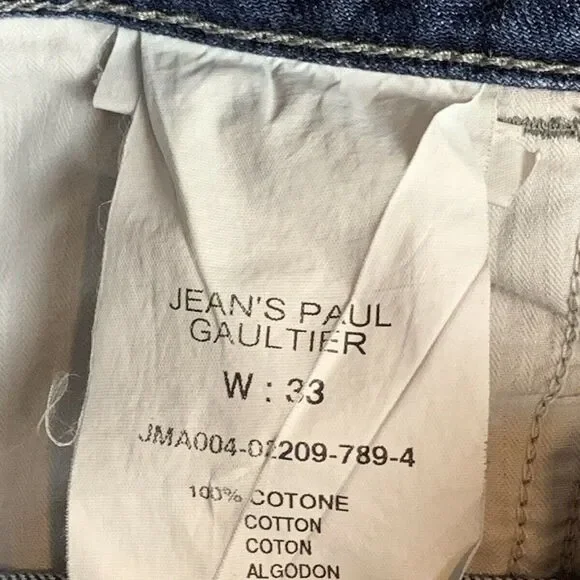 JEAN'S PAUL
GAULTIER
W : 33
JMA004-02209-789-4
100% COTONE
COTTON
COTON
ALGODON